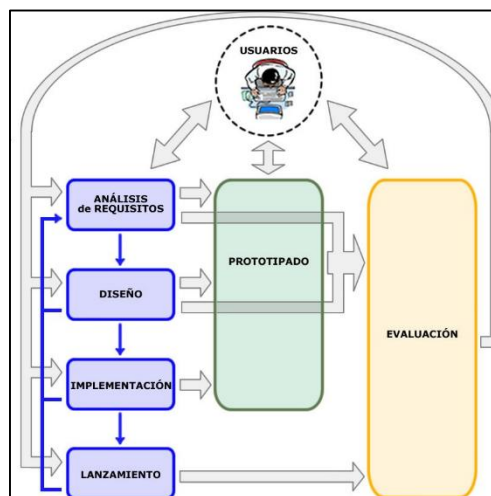 USUARIOS
ANÁLISIS
de REQUISITOS
PROTOTIPADO
DISEÑO
EVALUACIÓN
IMPLEMENTACIÓN
LANZAMIENTO